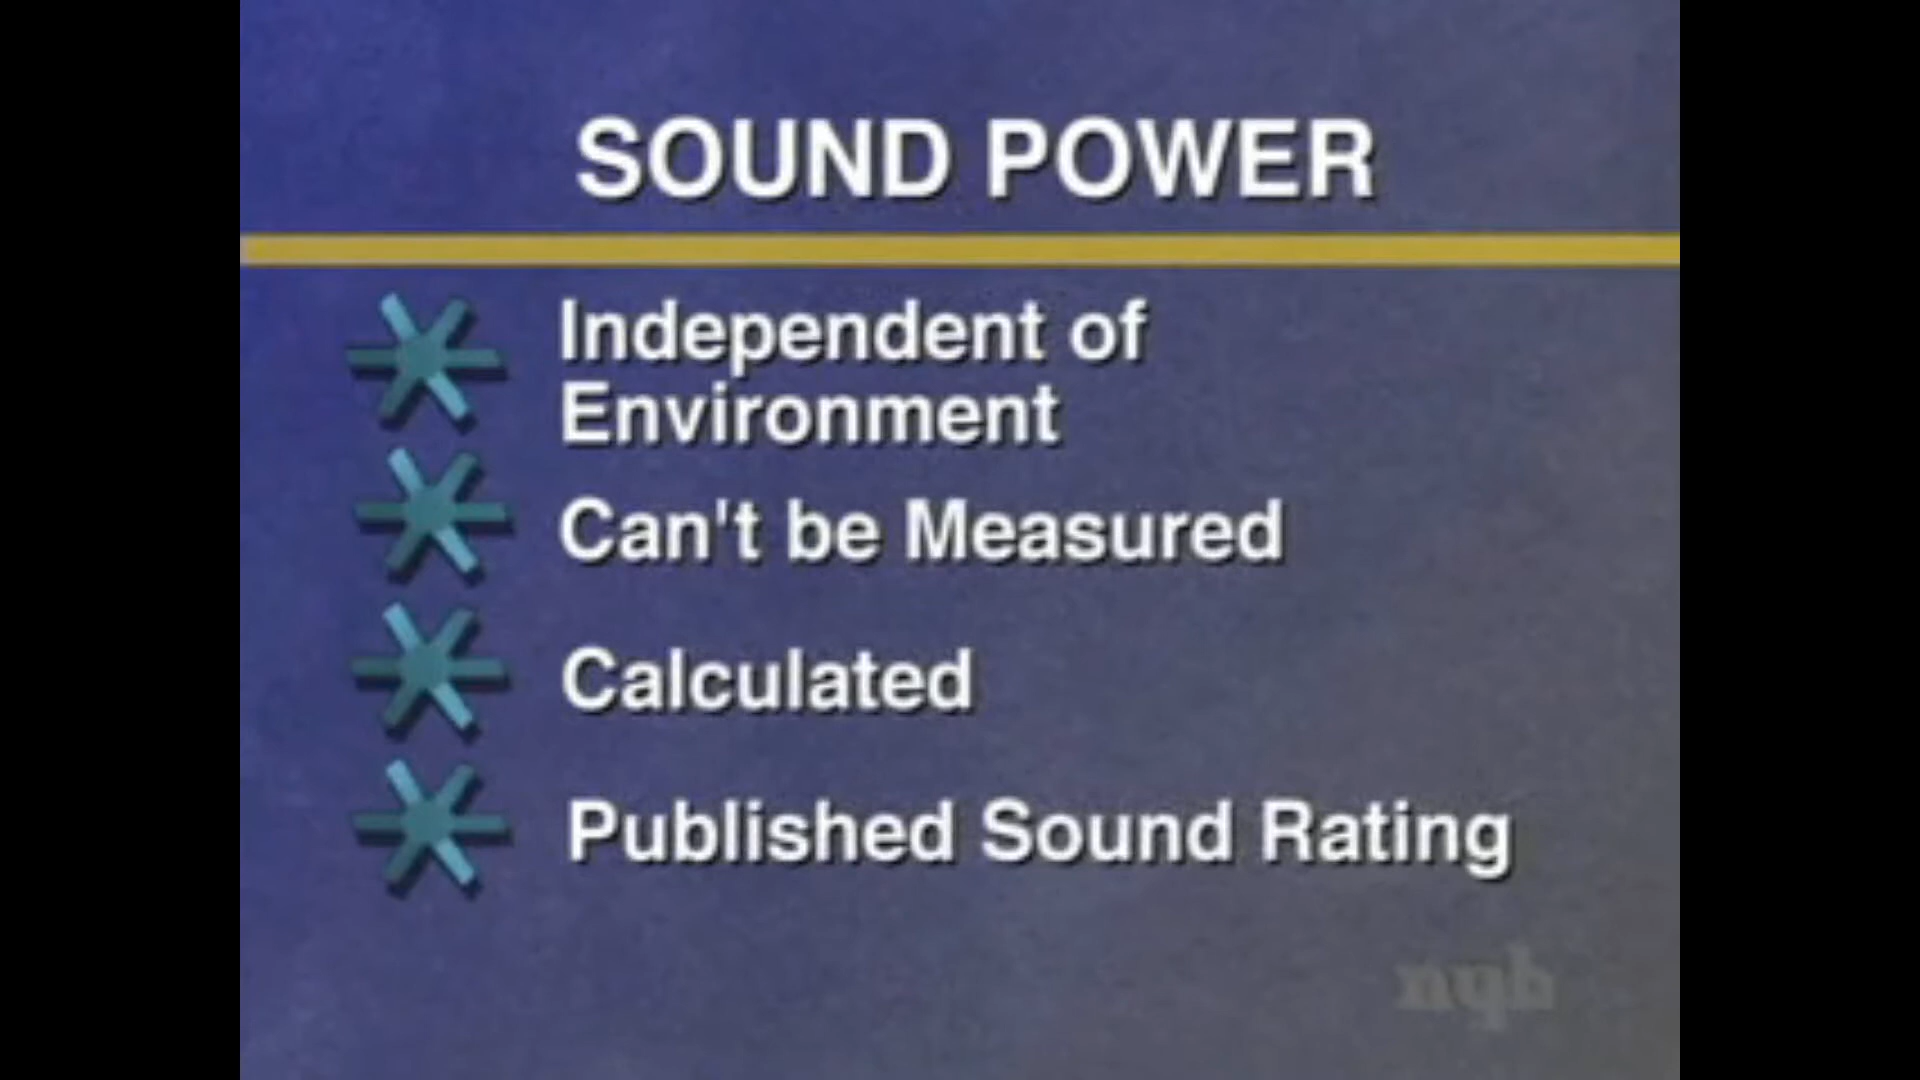 SOUND POWER
Independent of
Environment
Can't be Measured
Calculated
Published Sound Rating
nyb